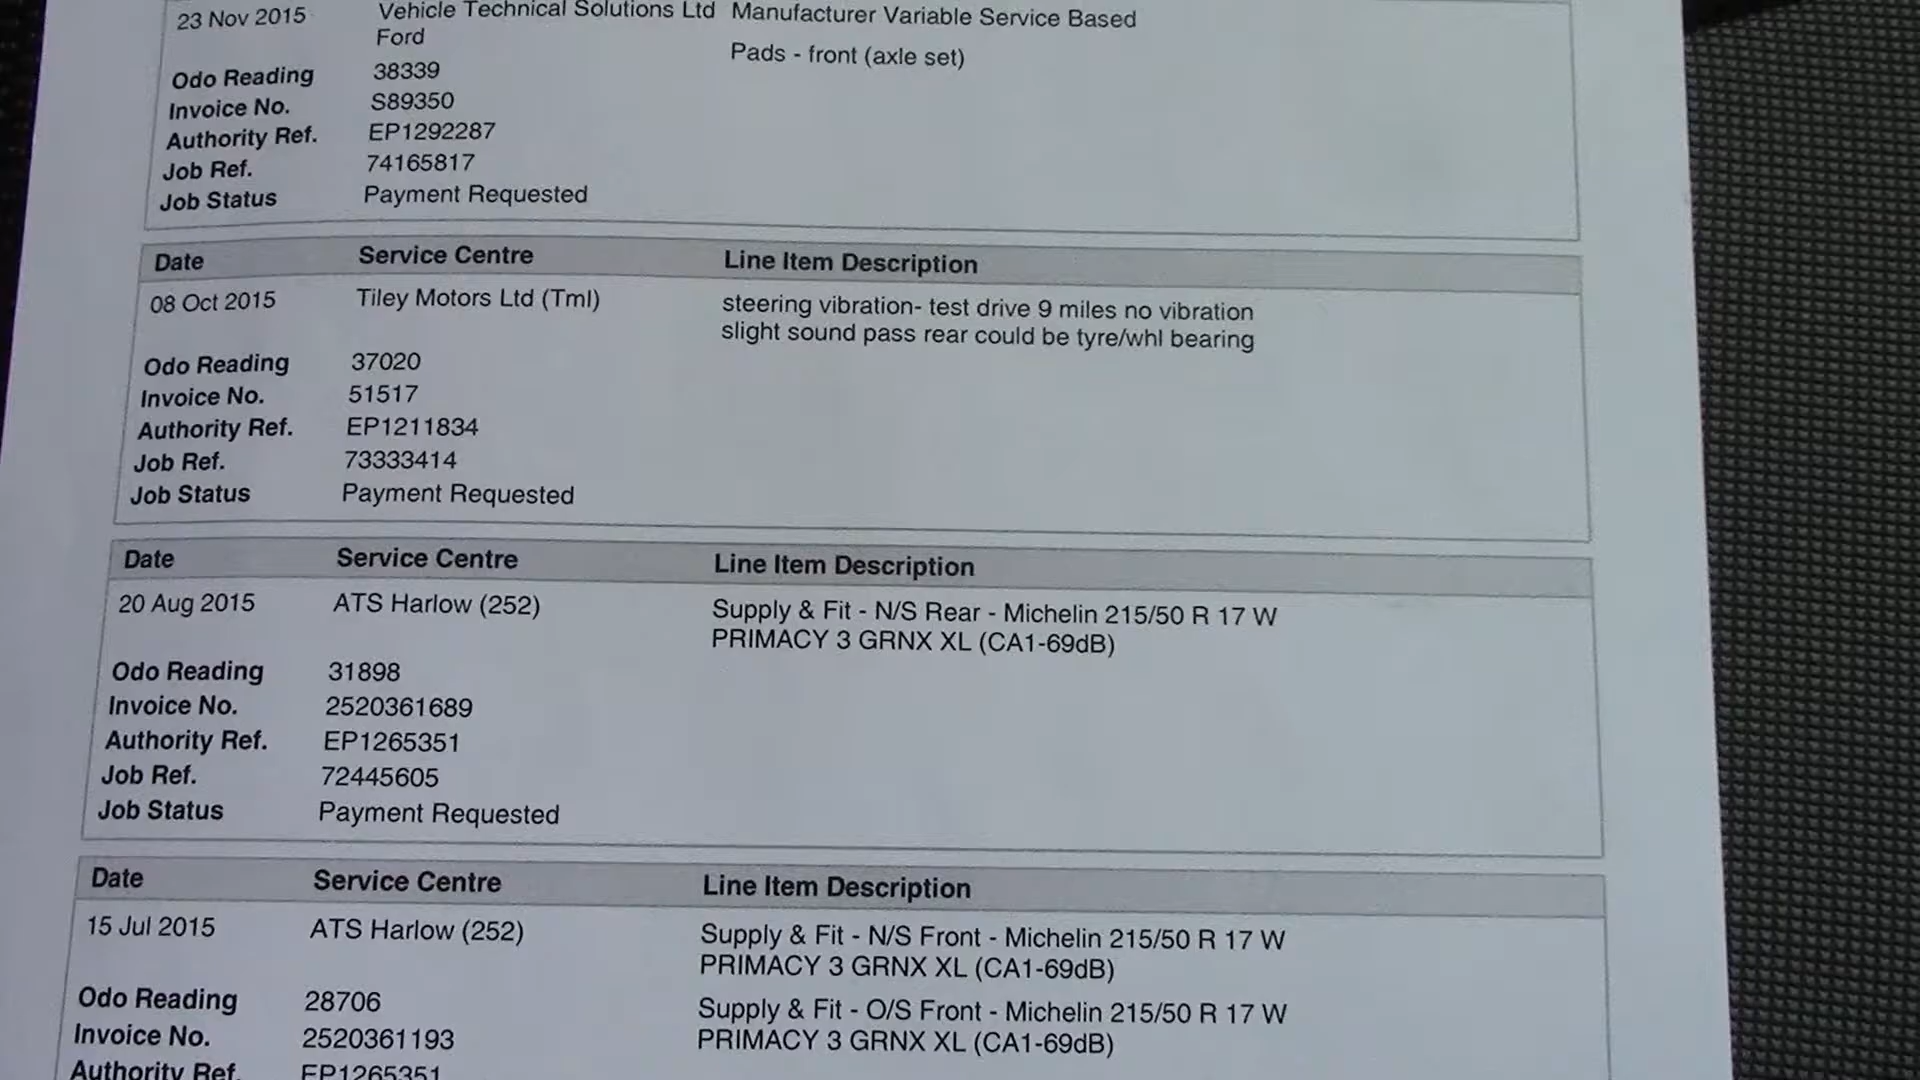 23 Nov 2015 Vehicle Technical Solutions Ltd Manufacturer Variable Service Based
Ford
Pads - front (axle set)
Odo Reading 38339
Invoice No. S89350
Authority Ref. EP1292287
Job Ref. 74165817
Job Status Payment Requested
Date Service Centre Line Item Description
08 Oct 2015 Tiley Motors Ltd (Tml) steering vibration- test drive 9 miles no vibration
slight sound pass rear could be tyre/whl bearing
Odo Reading 37020
Invoice No. 51517
Authority Ref. EP1211834
Job Ref. 73333414
Job Status Payment Requested
Date Service Centre Line Item Description
20 Aug 2015 ATS Harlow (252) Supply & Fit - N/S Rear - Michelin 215/50 R 17 W
PRIMACY 3 GRNX XL (CA1-69dB)
Odo Reading 31898
Invoice No. 2520361689
Authority Ref. EP1265351
Job Ref. 72445605
Job Status Payment Requested
Date Service Centre Line Item Description
15 Jul 2015 ATS Harlow (252) Supply & Fit - N/S Front - Michelin 215/50 R 17 W
PRIMACY 3 GRNX XL (CA1-69dB)
Odo Reading 28706 Supply & Fit - O/S Front - Michelin 215/50 R 17 W
Invoice No. 2520361193 PRIMACY 3 GRNX XL (CA1-69dB)
Authority Ref. EP1265351